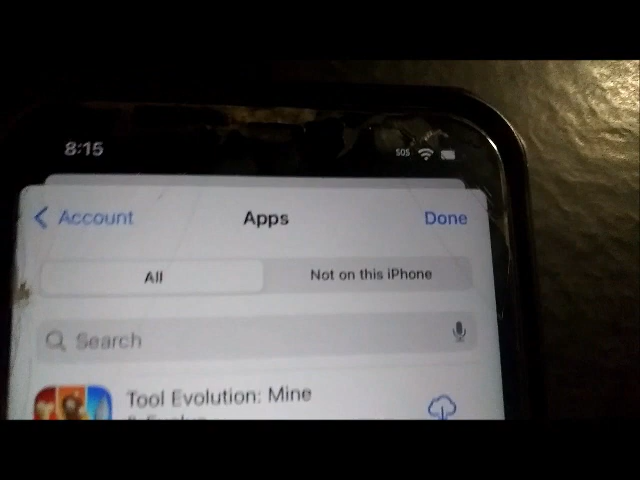 8:15 SOS
Account Apps Done
All Not on this iPhone
Search
Tool Evolution: Mine